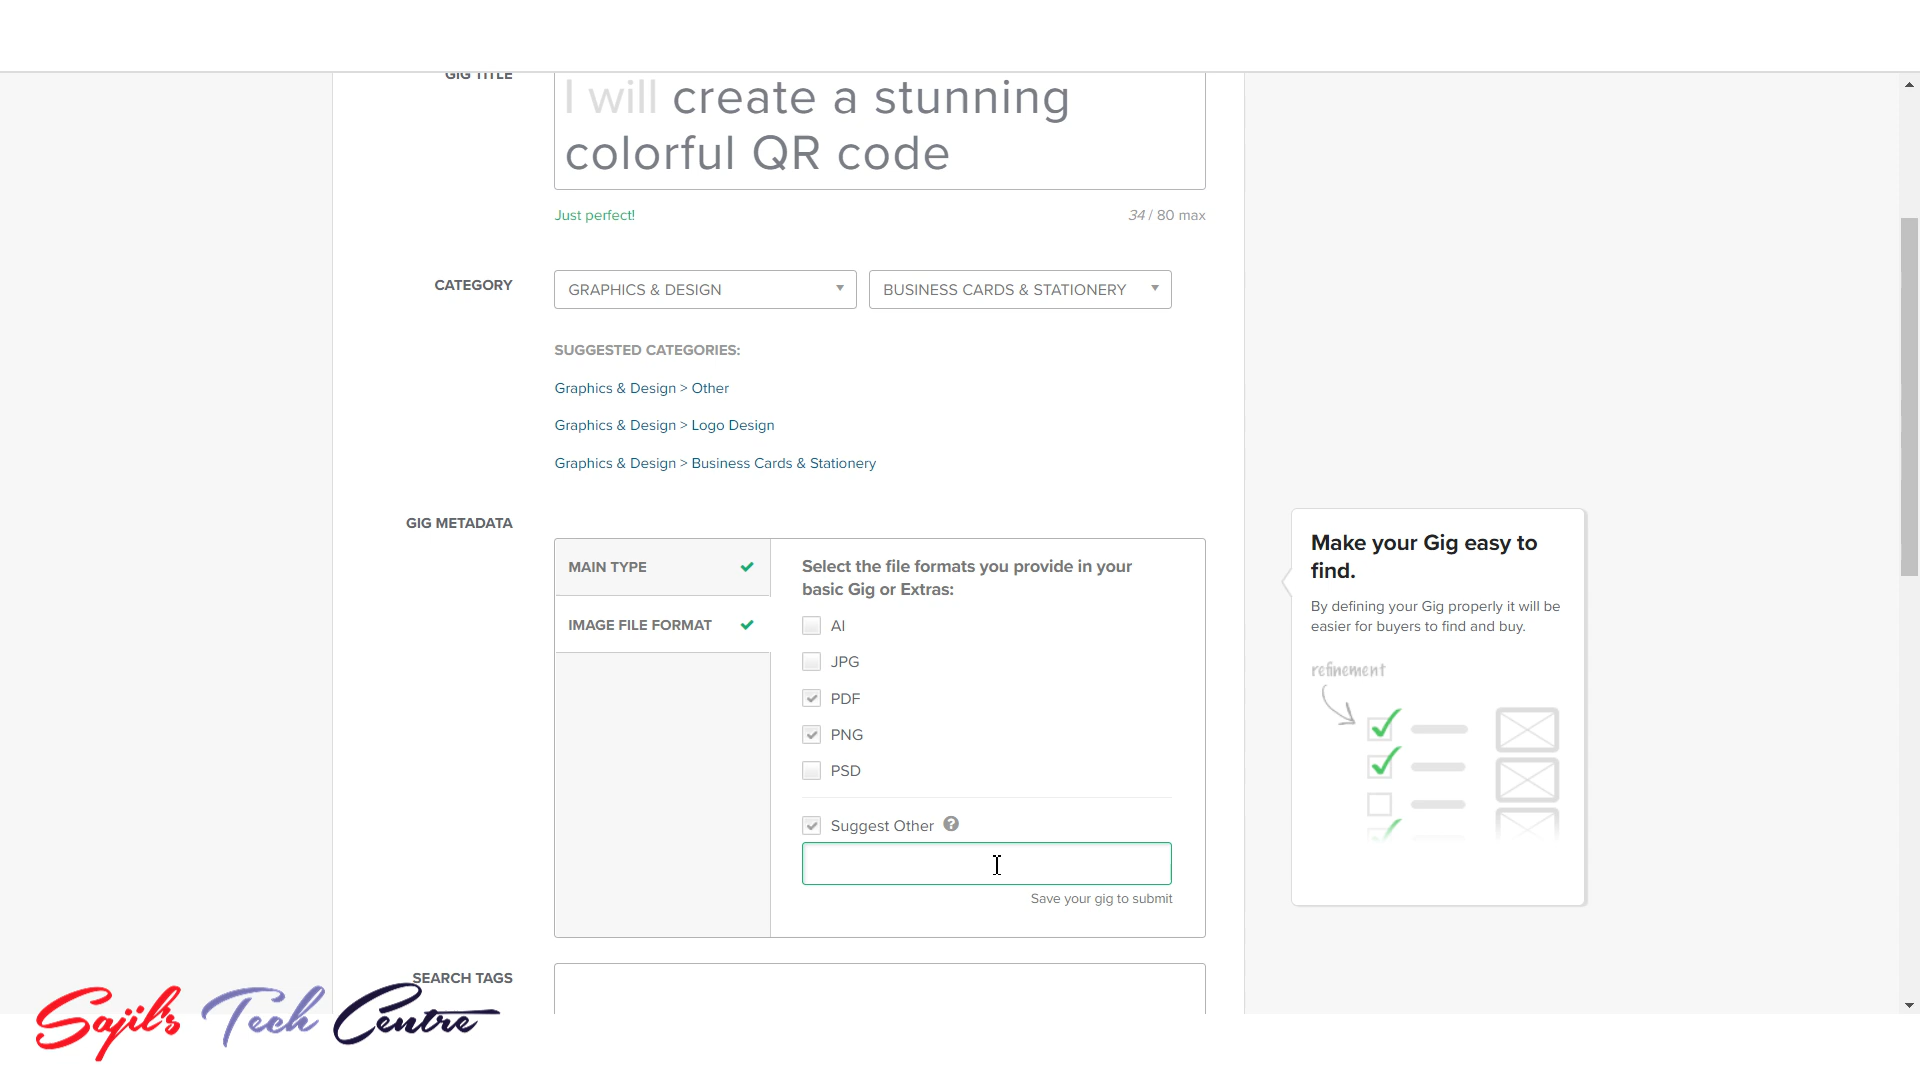 GIG TITLE
I will create a stunning
colorful QR code
Just perfect!
34 / 80 max
CATEGORY
GRAPHICS & DESIGN
BUSINESS CARDS & STATIONERY
SUGGESTED CATEGORIES:
Graphics & Design > Other
Graphics & Design > Logo Design
Graphics & Design > Business Cards & Stationery
GIG METADATA
MAIN TYPE
IMAGE FILE FORMAT
Select the file formats you provide in your
basic Gig or Extras:
AI
JPG
PDF
PNG
PSD
Suggest Other ?
Save your gig to submit
Make your Gig easy to
find.
By defining your Gig properly it will be
easier for buyers to find and buy.
refinement
SEARCH TAGS
Sajil's Tech Centre